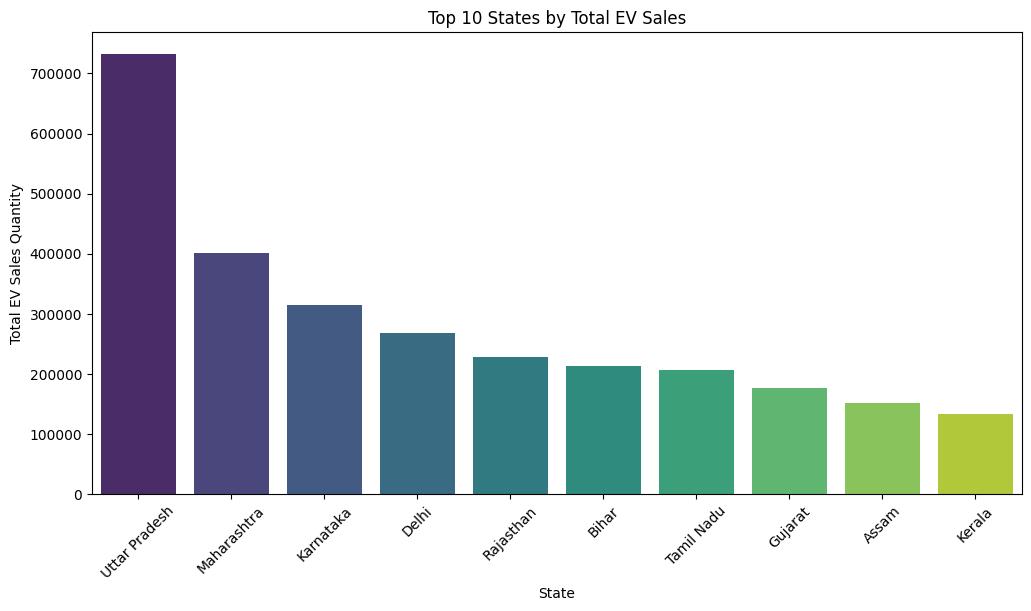 Top 10 States by Total EV Sales
Total EV Sales Quantity
700000
600000
500000
400000
300000
200000
100000
0
Uttar Pradesh
Maharashtra
Karnataka
Delhi
Rajasthan
Bihar
Tamil Nadu
Gujarat
Assam
Kerala
State